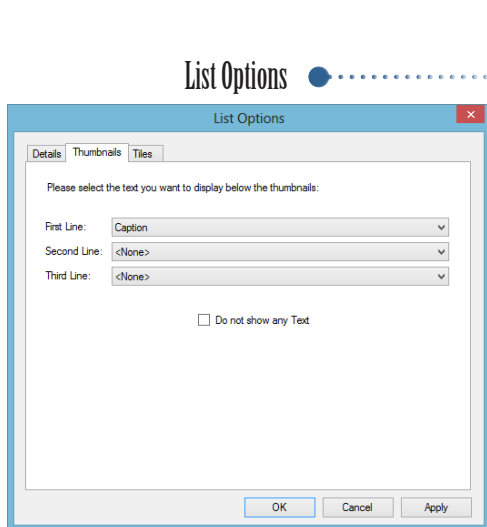 List Options
List Options
Details Thumbnails Tiles
Please select the text you want to display below the thumbnails:
First Line: Caption
Second Line: <None>
Third Line: <None>
Do not show any Text
OK Cancel Apply